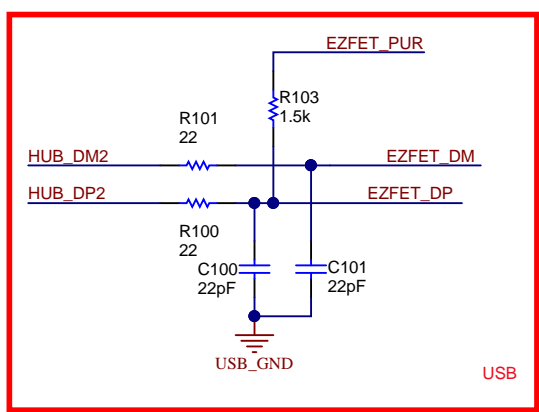 EZFET_PUR
R103
1.5k
R101
22
HUB_DM2
EZFET_DM
HUB_DP2
EZFET_DP
R100
22
C100
22pF
C101
22pF
USB_GND
USB